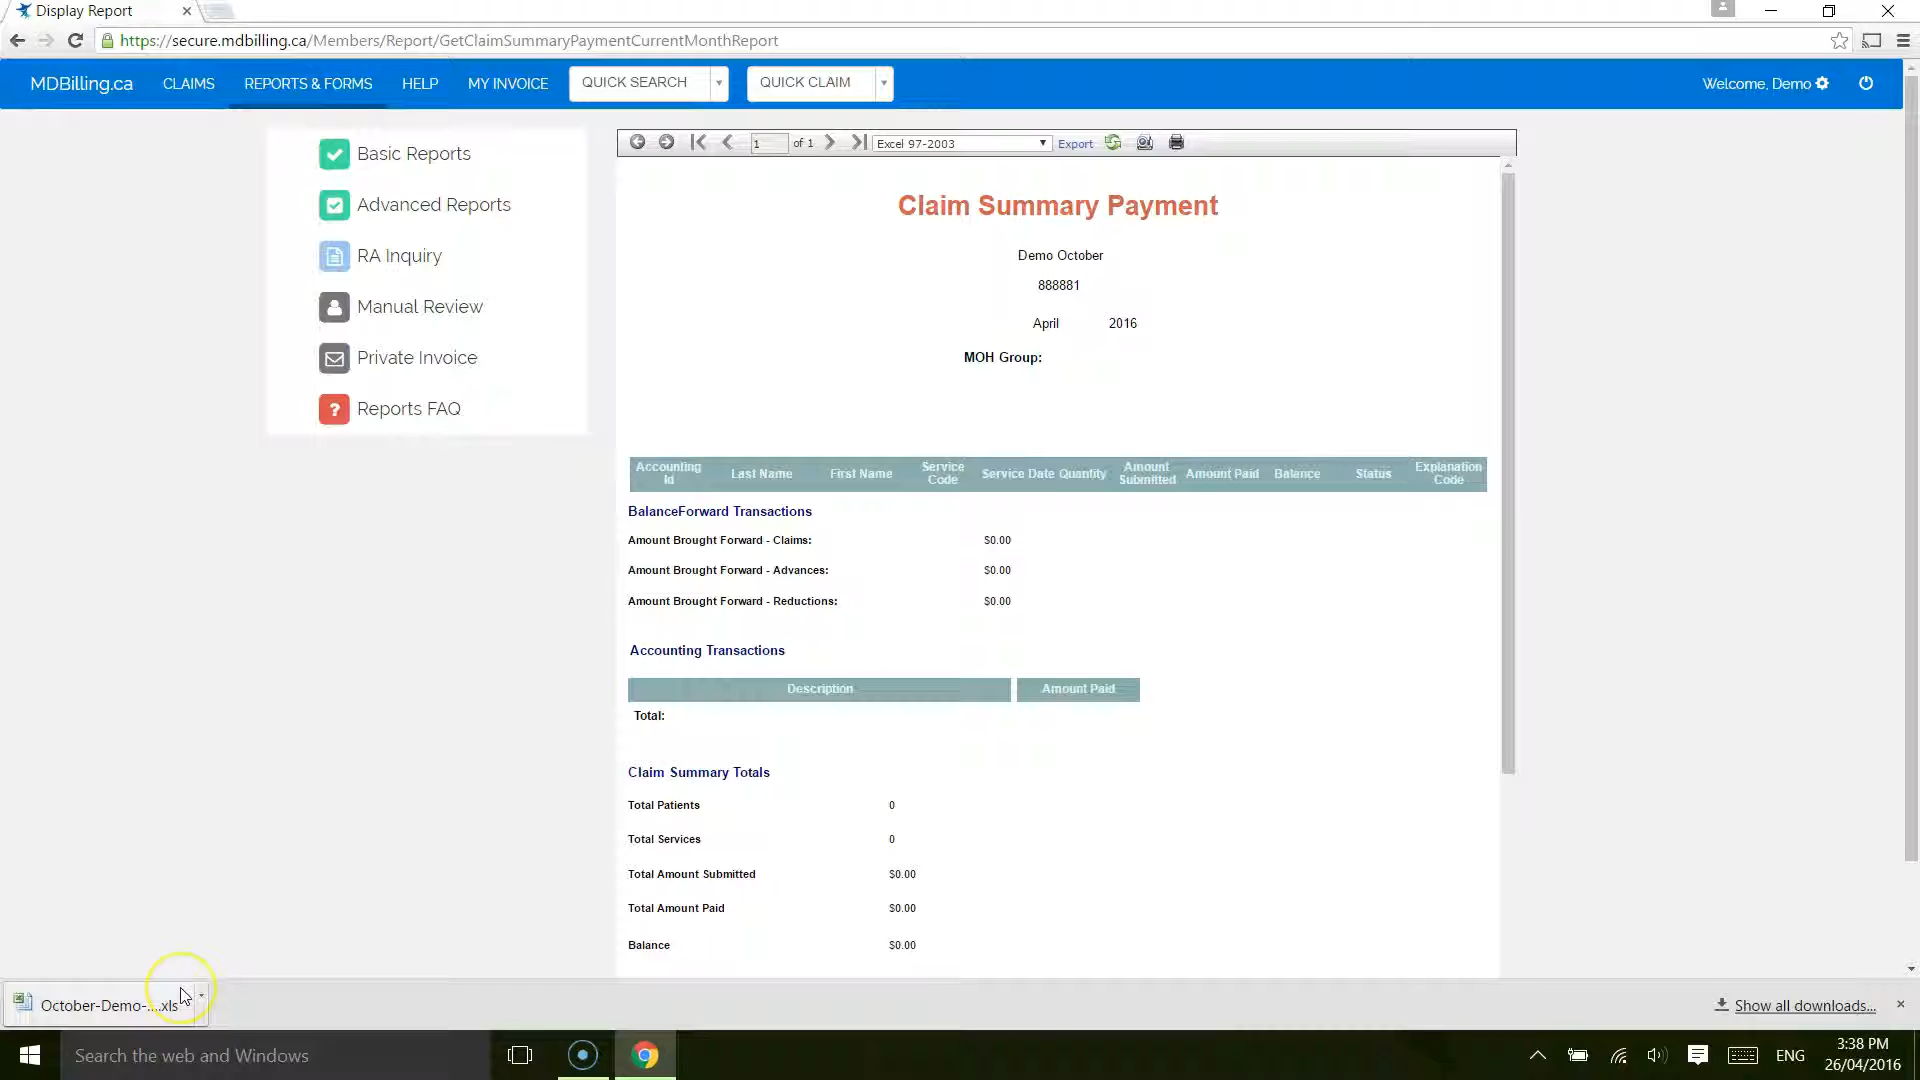 Display Report
https://secure.mdbilling.ca/Members/Report/GetClaimSummaryPaymentCurrentMonthReport
MDBilling.ca CLAIMS REPORTS & FORMS HELP MY INVOICE QUICK SEARCH QUICK CLAIM Welcome, Demo
Basic Reports
Advanced Reports
RA Inquiry
Manual Review
Private Invoice
Reports FAQ
1 of 1 Excel 97-2003 Export
Claim Summary Payment
Demo October
888881
April 2016
MOH Group:
Accounting Id Last Name First Name Service Code Service Date Quantity Amount Submitted Amount Paid Balance Status Explanation Code
BalanceForward Transactions
Amount Brought Forward - Claims: $0.00
Amount Brought Forward - Advances: $0.00
Amount Brought Forward - Reductions: $0.00
Accounting Transactions
Description Amount Paid
Total:
Claim Summary Totals
Total Patients 0
Total Services 0
Total Amount Submitted $0.00
Total Amount Paid $0.00
Balance $0.00
October-Demo-....xls Show all downloads...
Search the web and Windows ENG 3:38 PM
26/04/2016